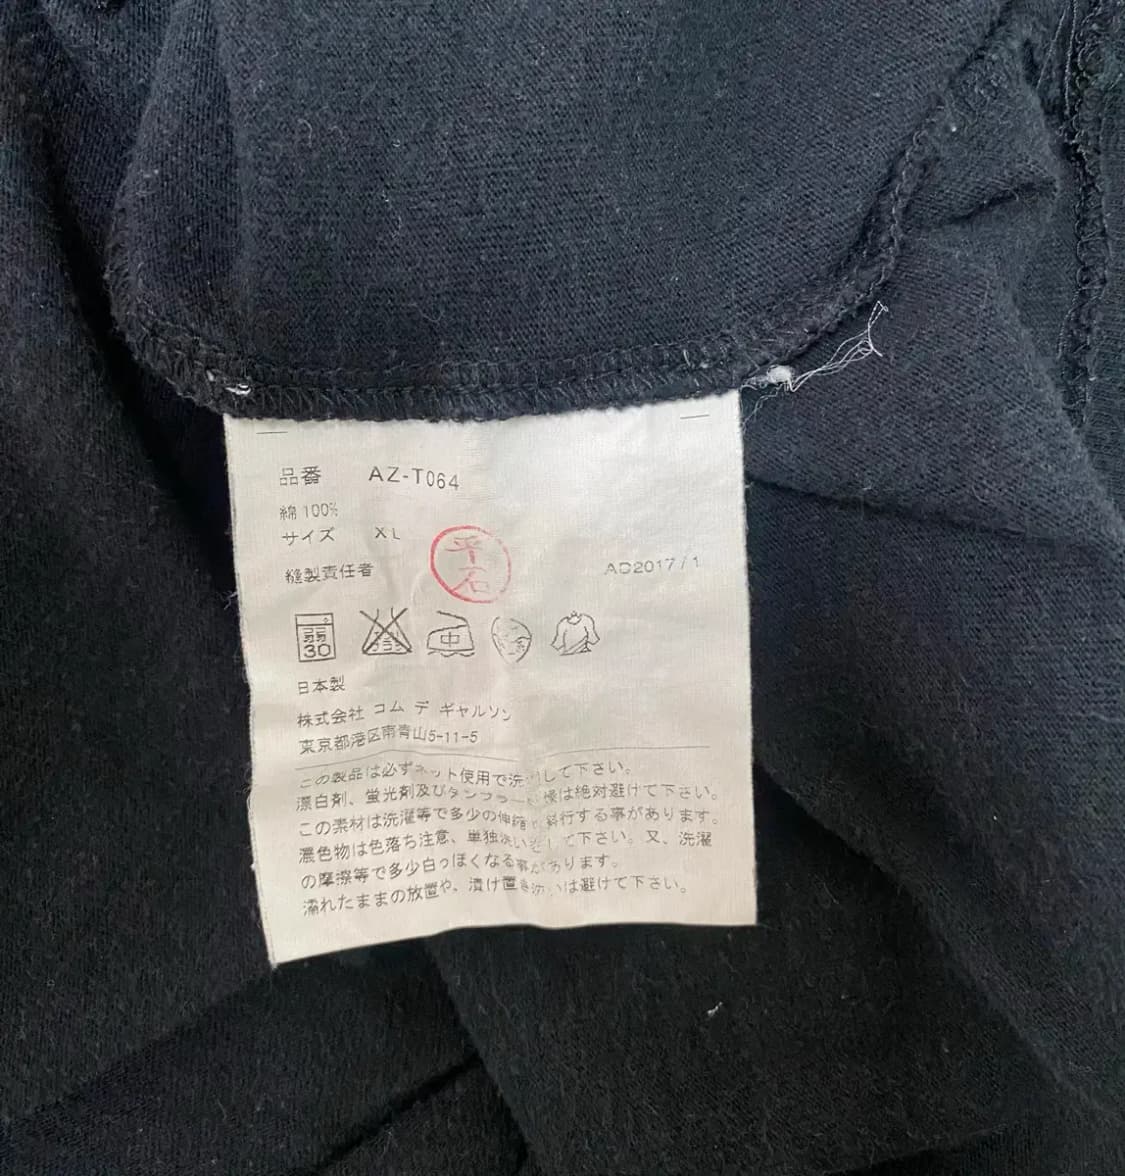 品番 AZ-T064
綿 100%
サイズ XL
平石
縫製責任者 AD2017/1
弱
30
エンソ
サラシ
中
日本製
株式会社 コム デ ギャルソン
東京都港区南青山5-11-5
この製品は必ずネット使用で洗 して下さい。
漂白剤、蛍光剤及びタンブラー 燥は絶対避けて下さい。
この素材は洗濯等で多少の伸縮や斜行する事があります。
濃色物は色落ち注意、単独洗いをして下さい。又、洗濯
の摩擦等で多少白っぽくなる事があります。
濡れたままの放置や、漬け置き洗いは避けて下さい。